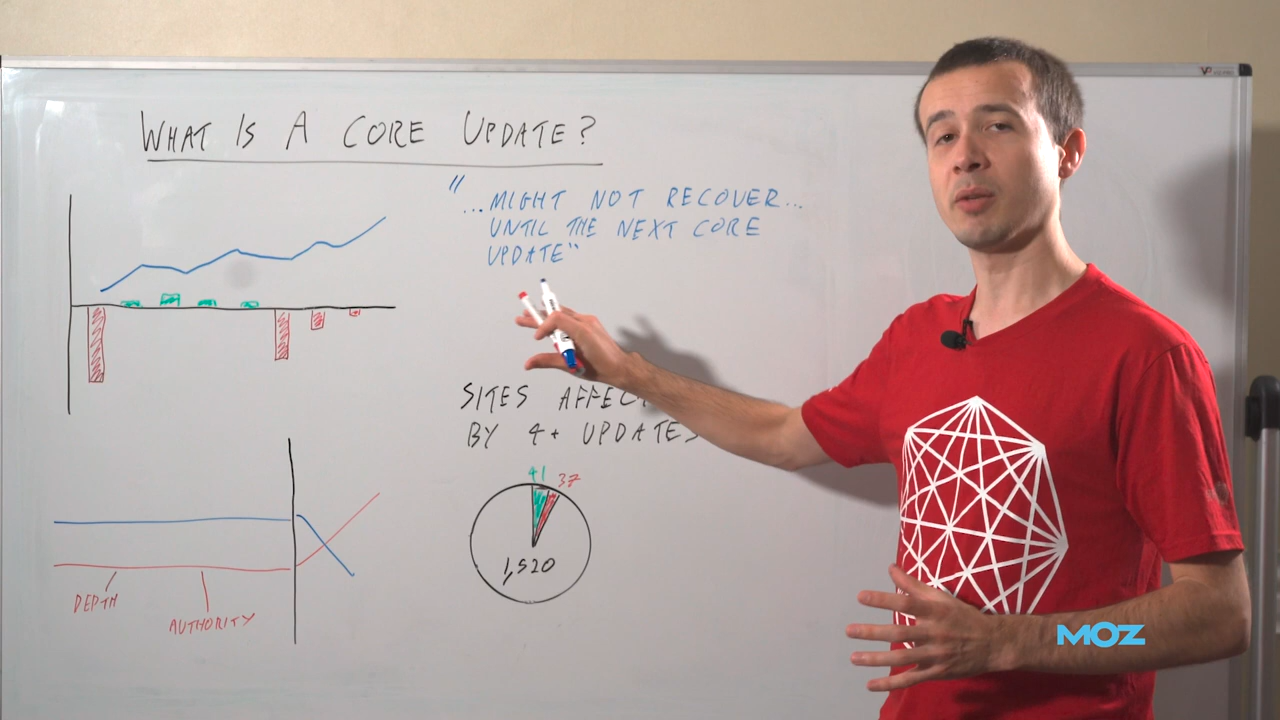 WHAT IS A CORE UPDATE?
"...MIGHT NOT RECOVER...
UNTIL THE NEXT CORE
UPDATE"
SITES AFFEC
BY 4+ UPDATES
41
37
1,520
DEPTH
AUTHORITY
MOZ